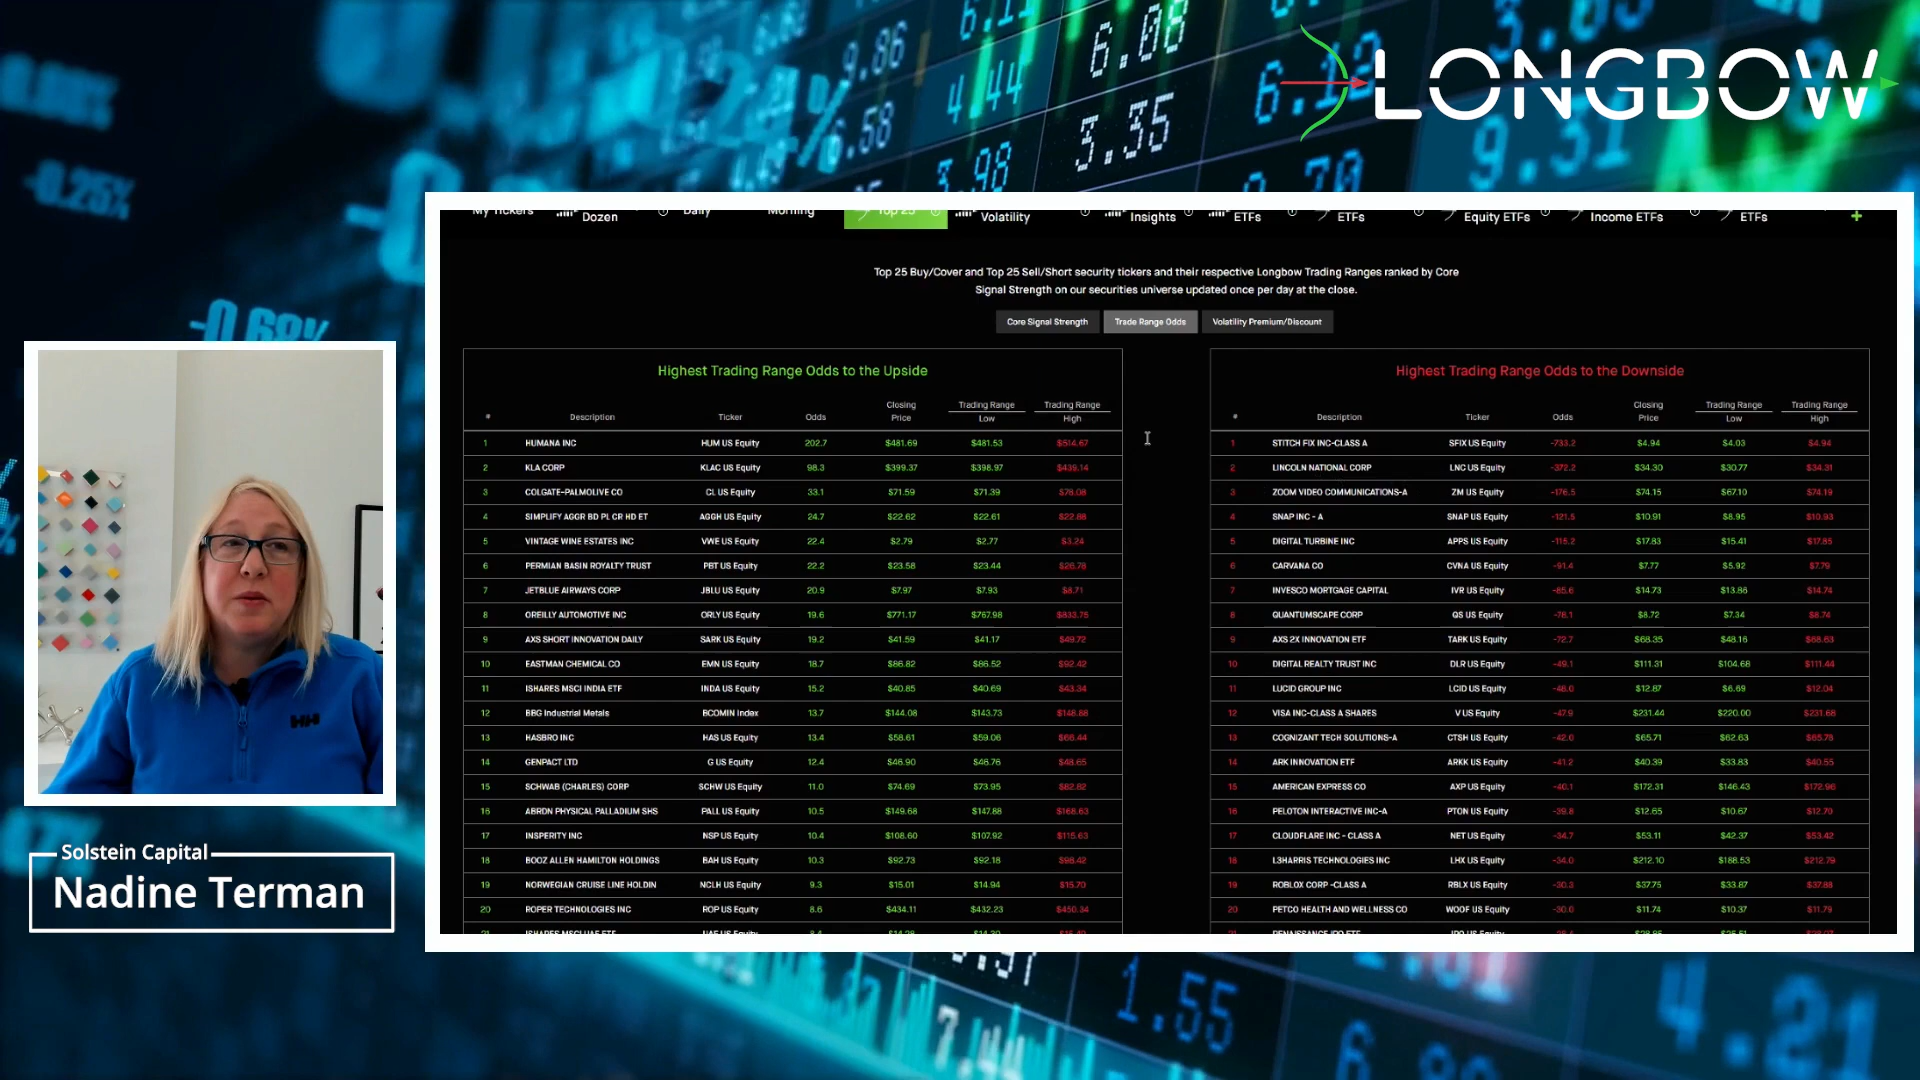 LONGBOW
My Tickers
Dozen
Daily
Morning
Top 25
Volatility
Insights
ETFs
ETFs
Equity ETFs
Income ETFs
ETFs
Top 25 Buy/Cover and Top 25 Sell/Short security tickers and their respective Longbow Trading Ranges ranked by Core
Signal Strength on our securities universe updated once per day at the close.
Core Signal Strength
Trade Range Odds
Volatility Premium/Discount
Highest Trading Range Odds to the Upside
# Description Ticker Odds Closing Price Trading Range Low Trading Range High
1 HUMANA INC HUM US Equity 202.7 $481.69 $481.53 $514.67
2 KLA CORP KLAC US Equity 98.3 $399.37 $398.97 $439.14
3 COLGATE-PALMOLIVE CO CL US Equity 33.1 $71.59 $71.39 $78.08
4 SIMPLIFY AGGR BD PL CR HD ET AGGH US Equity 24.7 $22.62 $22.61 $22.88
5 VINTAGE WINE ESTATES INC VWE US Equity 22.4 $2.79 $2.77 $3.24
6 PERMIAN BASIN ROYALTY TRUST PBT US Equity 22.2 $23.58 $23.44 $26.78
7 JETBLUE AIRWAYS CORP JBLU US Equity 20.9 $7.97 $7.93 $8.71
8 OREILLY AUTOMOTIVE INC ORLY US Equity 19.6 $771.17 $767.98 $833.75
9 AXS SHORT INNOVATION DAILY SARK US Equity 19.2 $41.59 $41.17 $49.72
10 EASTMAN CHEMICAL CO EMN US Equity 18.7 $86.82 $86.52 $92.42
11 ISHARES MSCI INDIA ETF INDA US Equity 15.2 $40.85 $40.69 $43.34
12 BBG Industrial Metals BCOMIN Index 13.7 $144.08 $143.73 $148.88
13 HASBRO INC HAS US Equity 13.4 $58.61 $59.06 $66.44
14 GENPACT LTD G US Equity 12.4 $46.90 $46.76 $48.65
15 SCHWAB (CHARLES) CORP SCHW US Equity 11.0 $74.69 $73.95 $82.82
16 ABRDN PHYSICAL PALLADIUM SHS PALL US Equity 10.5 $149.68 $147.88 $168.63
17 INSPERITY INC NSP US Equity 10.4 $108.60 $107.92 $115.63
18 BOOZ ALLEN HAMILTON HOLDINGS BAH US Equity 10.3 $92.73 $92.18 $98.42
19 NORWEGIAN CRUISE LINE HOLDIN NCLH US Equity 9.3 $15.01 $14.94 $15.70
20 ROPER TECHNOLOGIES INC ROP US Equity 8.6 $434.11 $432.23 $450.34
Highest Trading Range Odds to the Downside
# Description Ticker Odds Closing Price Trading Range Low Trading Range High
1 STITCH FIX INC-CLASS A SFIX US Equity -733.2 $4.94 $4.03 $4.94
2 LINCOLN NATIONAL CORP LNC US Equity -372.2 $34.30 $30.77 $34.31
3 ZOOM VIDEO COMMUNICATIONS-A ZM US Equity -176.5 $74.15 $67.10 $74.19
4 SNAP INC - A SNAP US Equity -121.5 $10.91 $8.95 $10.93
5 DIGITAL TURBINE INC APPS US Equity -115.2 $17.83 $15.41 $17.85
6 CARVANA CO CVNA US Equity -91.4 $7.77 $5.92 $7.79
7 INVESCO MORTGAGE CAPITAL IVR US Equity -85.6 $14.73 $13.86 $14.74
8 QUANTUMSCAPE CORP QS US Equity -78.1 $8.72 $7.34 $8.74
9 AXS 2X INNOVATION ETF TARK US Equity -72.7 $68.35 $48.16 $68.63
10 DIGITAL REALTY TRUST INC DLR US Equity -49.1 $111.31 $104.68 $111.44
11 LUCID GROUP INC LCID US Equity -48.0 $12.87 $6.69 $12.04
12 VISA INC-CLASS A SHARES V US Equity -47.9 $231.44 $220.00 $231.68
13 COGNIZANT TECH SOLUTIONS-A CTSH US Equity -42.0 $65.71 $62.63 $65.78
14 ARK INNOVATION ETF ARKK US Equity -41.2 $40.39 $33.83 $40.55
15 AMERICAN EXPRESS CO AXP US Equity -40.1 $172.31 $146.43 $172.96
16 PELOTON INTERACTIVE INC-A PTON US Equity -39.8 $12.65 $10.67 $12.70
17 CLOUDFLARE INC - CLASS A NET US Equity -34.7 $53.11 $42.37 $53.42
18 L3HARRIS TECHNOLOGIES INC LHX US Equity -34.0 $212.10 $188.53 $212.79
19 ROBLOX CORP -CLASS A RBLX US Equity -30.3 $37.75 $33.87 $37.88
20 PETCO HEALTH AND WELLNESS CO WOOF US Equity -30.0 $11.74 $10.37 $11.79
Solstein Capital
Nadine Terman